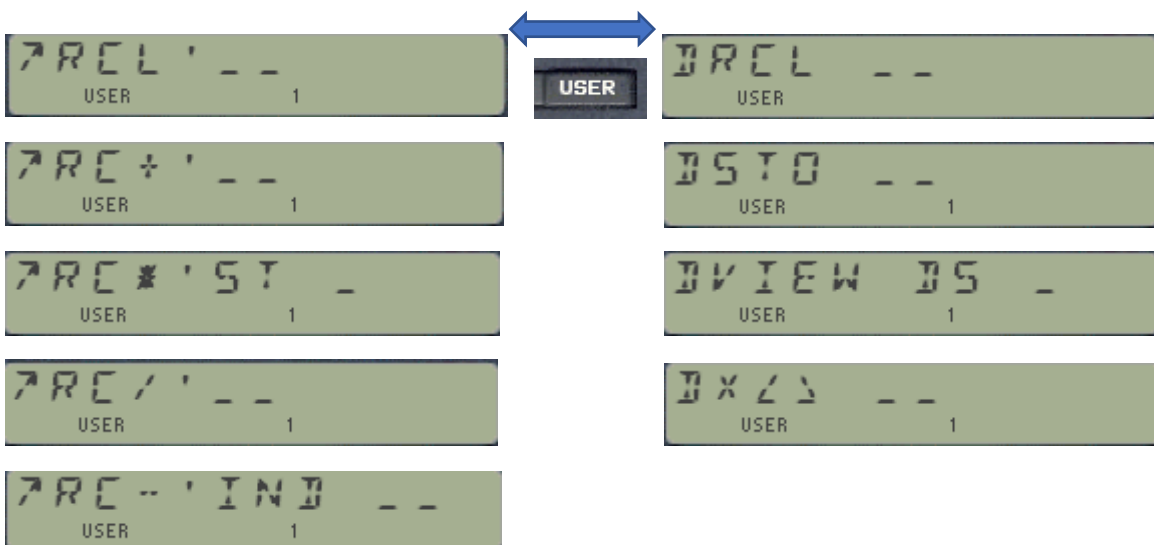 ↗RCL'_ _
USER 1
USER
DRCL _ _
USER
↗RC+'_ _
USER 1
DSTO _ _
USER 1
↗RC*'ST _
USER 1
DVIEW DS _
USER 1
↗RC/'_ _
USER 1
DX<> _ _
USER 1
↗RC-'IND _ _
USER 1